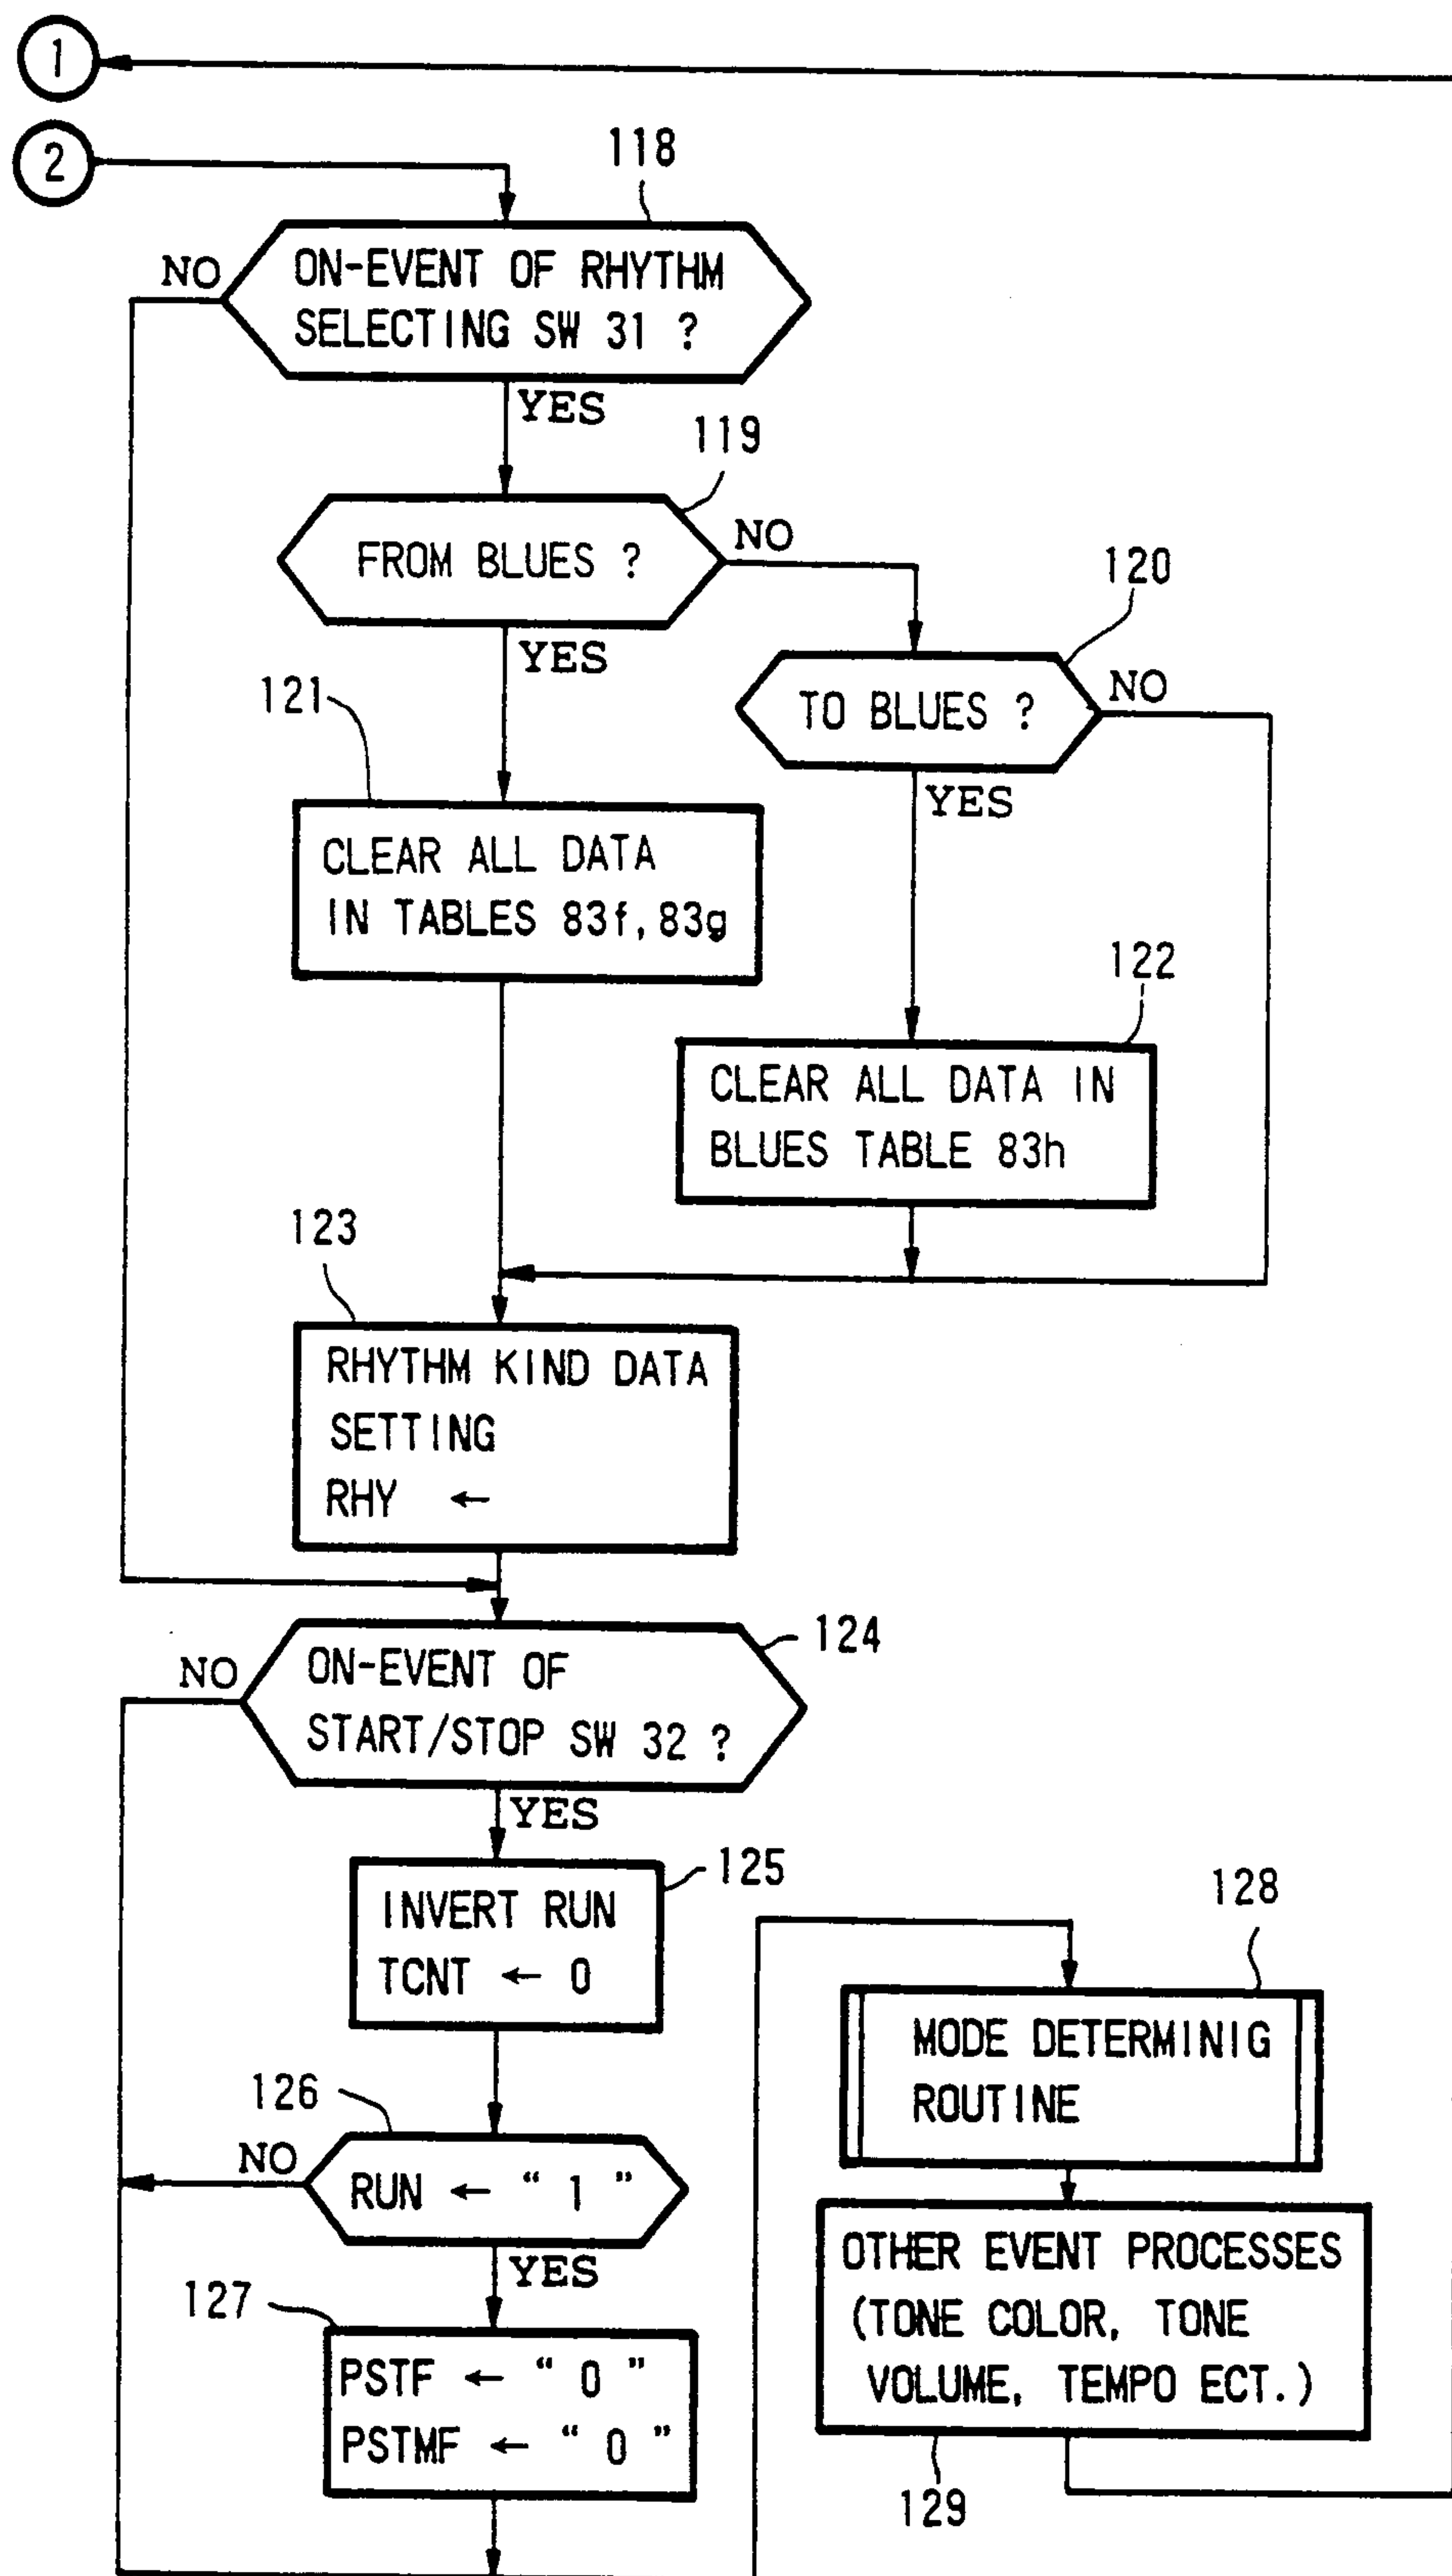 1
2
118
NO
ON-EVENT OF RHYTHM
SELECTING SW 31 ?
YES
119
FROM BLUES ?
NO
YES
120
TO BLUES ?
NO
YES
121
CLEAR ALL DATA
IN TABLES 83f, 83g
122
CLEAR ALL DATA IN
BLUES TABLE 83h
123
RHYTHM KIND DATA
SETTING
RHY ←
124
NO
ON-EVENT OF
START/STOP SW 32 ?
YES
125
INVERT RUN
TCNT ← 0
126
NO
RUN ← “ 1 ”
YES
127
PSTF ← “ 0 ”
PSTMF ← “ 0 ”
128
MODE DETERMINIG
ROUTINE
OTHER EVENT PROCESSES
(TONE COLOR, TONE
VOLUME, TEMPO ECT.)
129